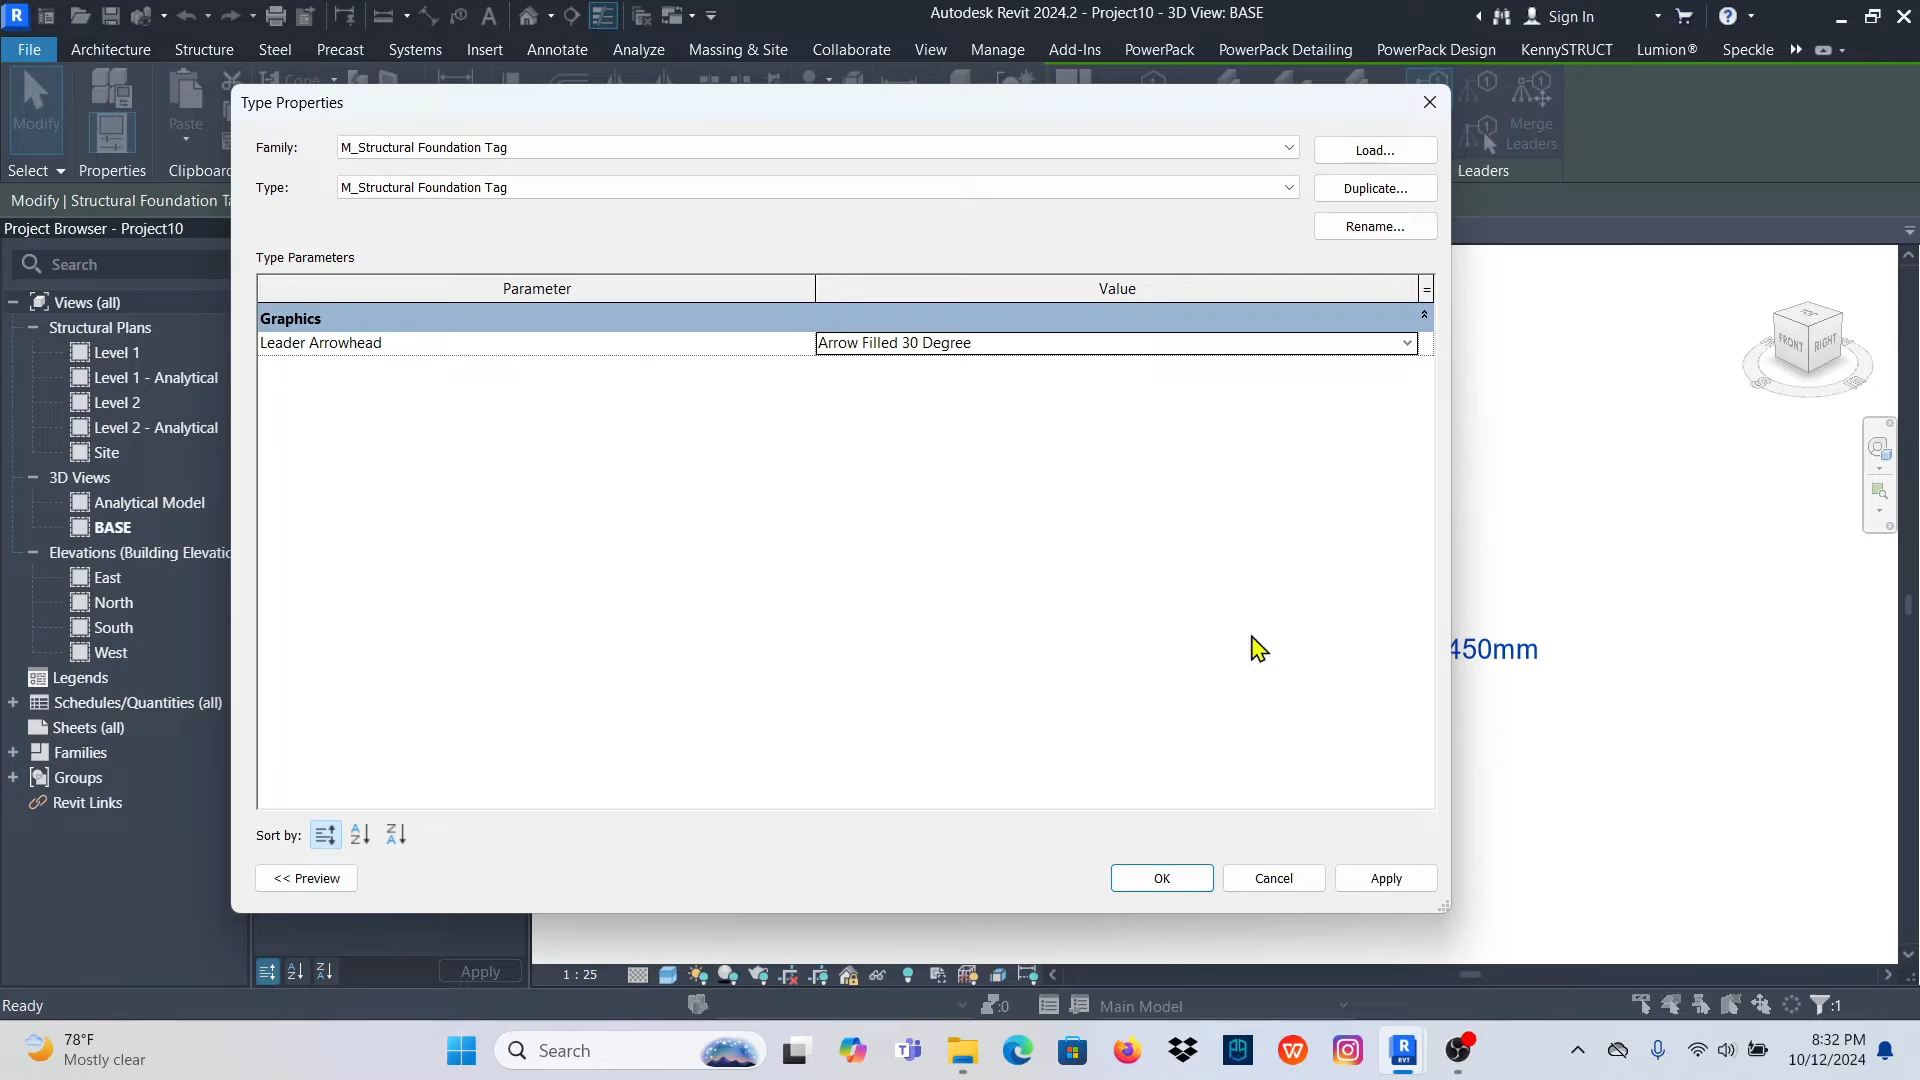 Autodesk Revit 2024.2 - Project10 - 3D View: BASE
Sign In
File Architecture Structure Steel Precast Systems Insert Annotate Analyze Massing & Site Collaborate View Manage Add-Ins PowerPack PowerPack Detailing PowerPack Design KennySTRUCT Lumion® Speckle
Modify
Paste
Cope
Merge
Leaders
Select Properties Clipboard Leaders
Modify | Structural Foundation Ta
Project Browser - Project10
Search
Views (all)
Structural Plans
Level 1
Level 1 - Analytical
Level 2
Level 2 - Analytical
Site
3D Views
Analytical Model
BASE
Elevations (Building Elevatic
East
North
South
West
Legends
Schedules/Quantities (all)
Sheets (all)
Families
Groups
Revit Links
Type Properties
Family: M_Structural Foundation Tag Load...
Type: M_Structural Foundation Tag Duplicate...
Rename...
Type Parameters
Parameter Value =
Graphics
Leader Arrowhead Arrow Filled 30 Degree
Sort by:
<< Preview OK Cancel Apply
TOP
FRONT RIGHT
450mm
Apply
1 : 25
Ready
:0
Main Model
:1
78°F
Mostly clear
Search
8:32 PM
10/12/2024